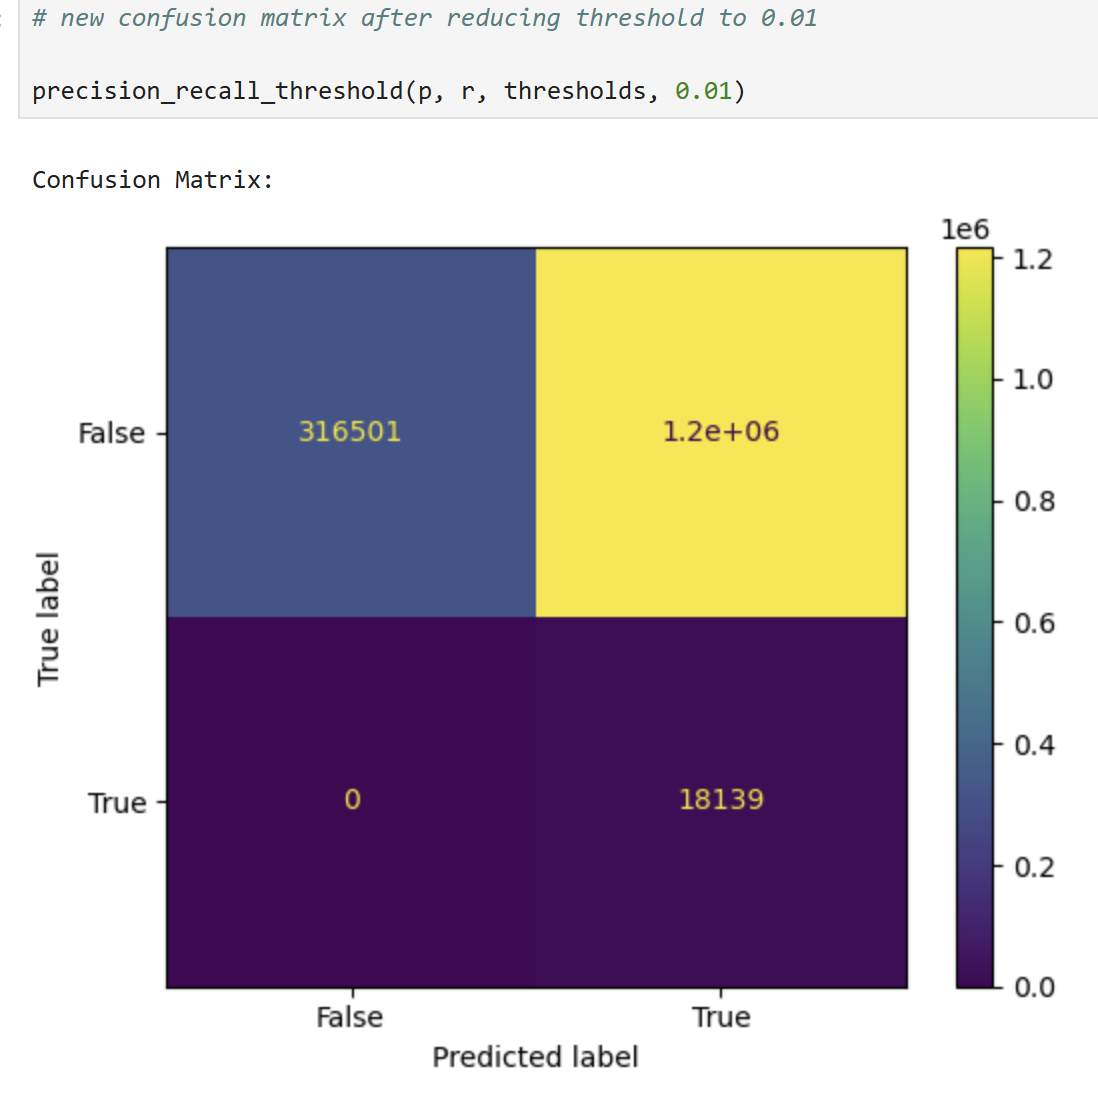 # new confusion matrix after reducing threshold to 0.01
precision_recall_threshold(p, r, thresholds, 0.01)
Confusion Matrix:
1e6
1.2
1.0
0.8
0.6
0.4
0.2
0.0
False
316501
1.2e+06
True
0
18139
True label
False
True
Predicted label